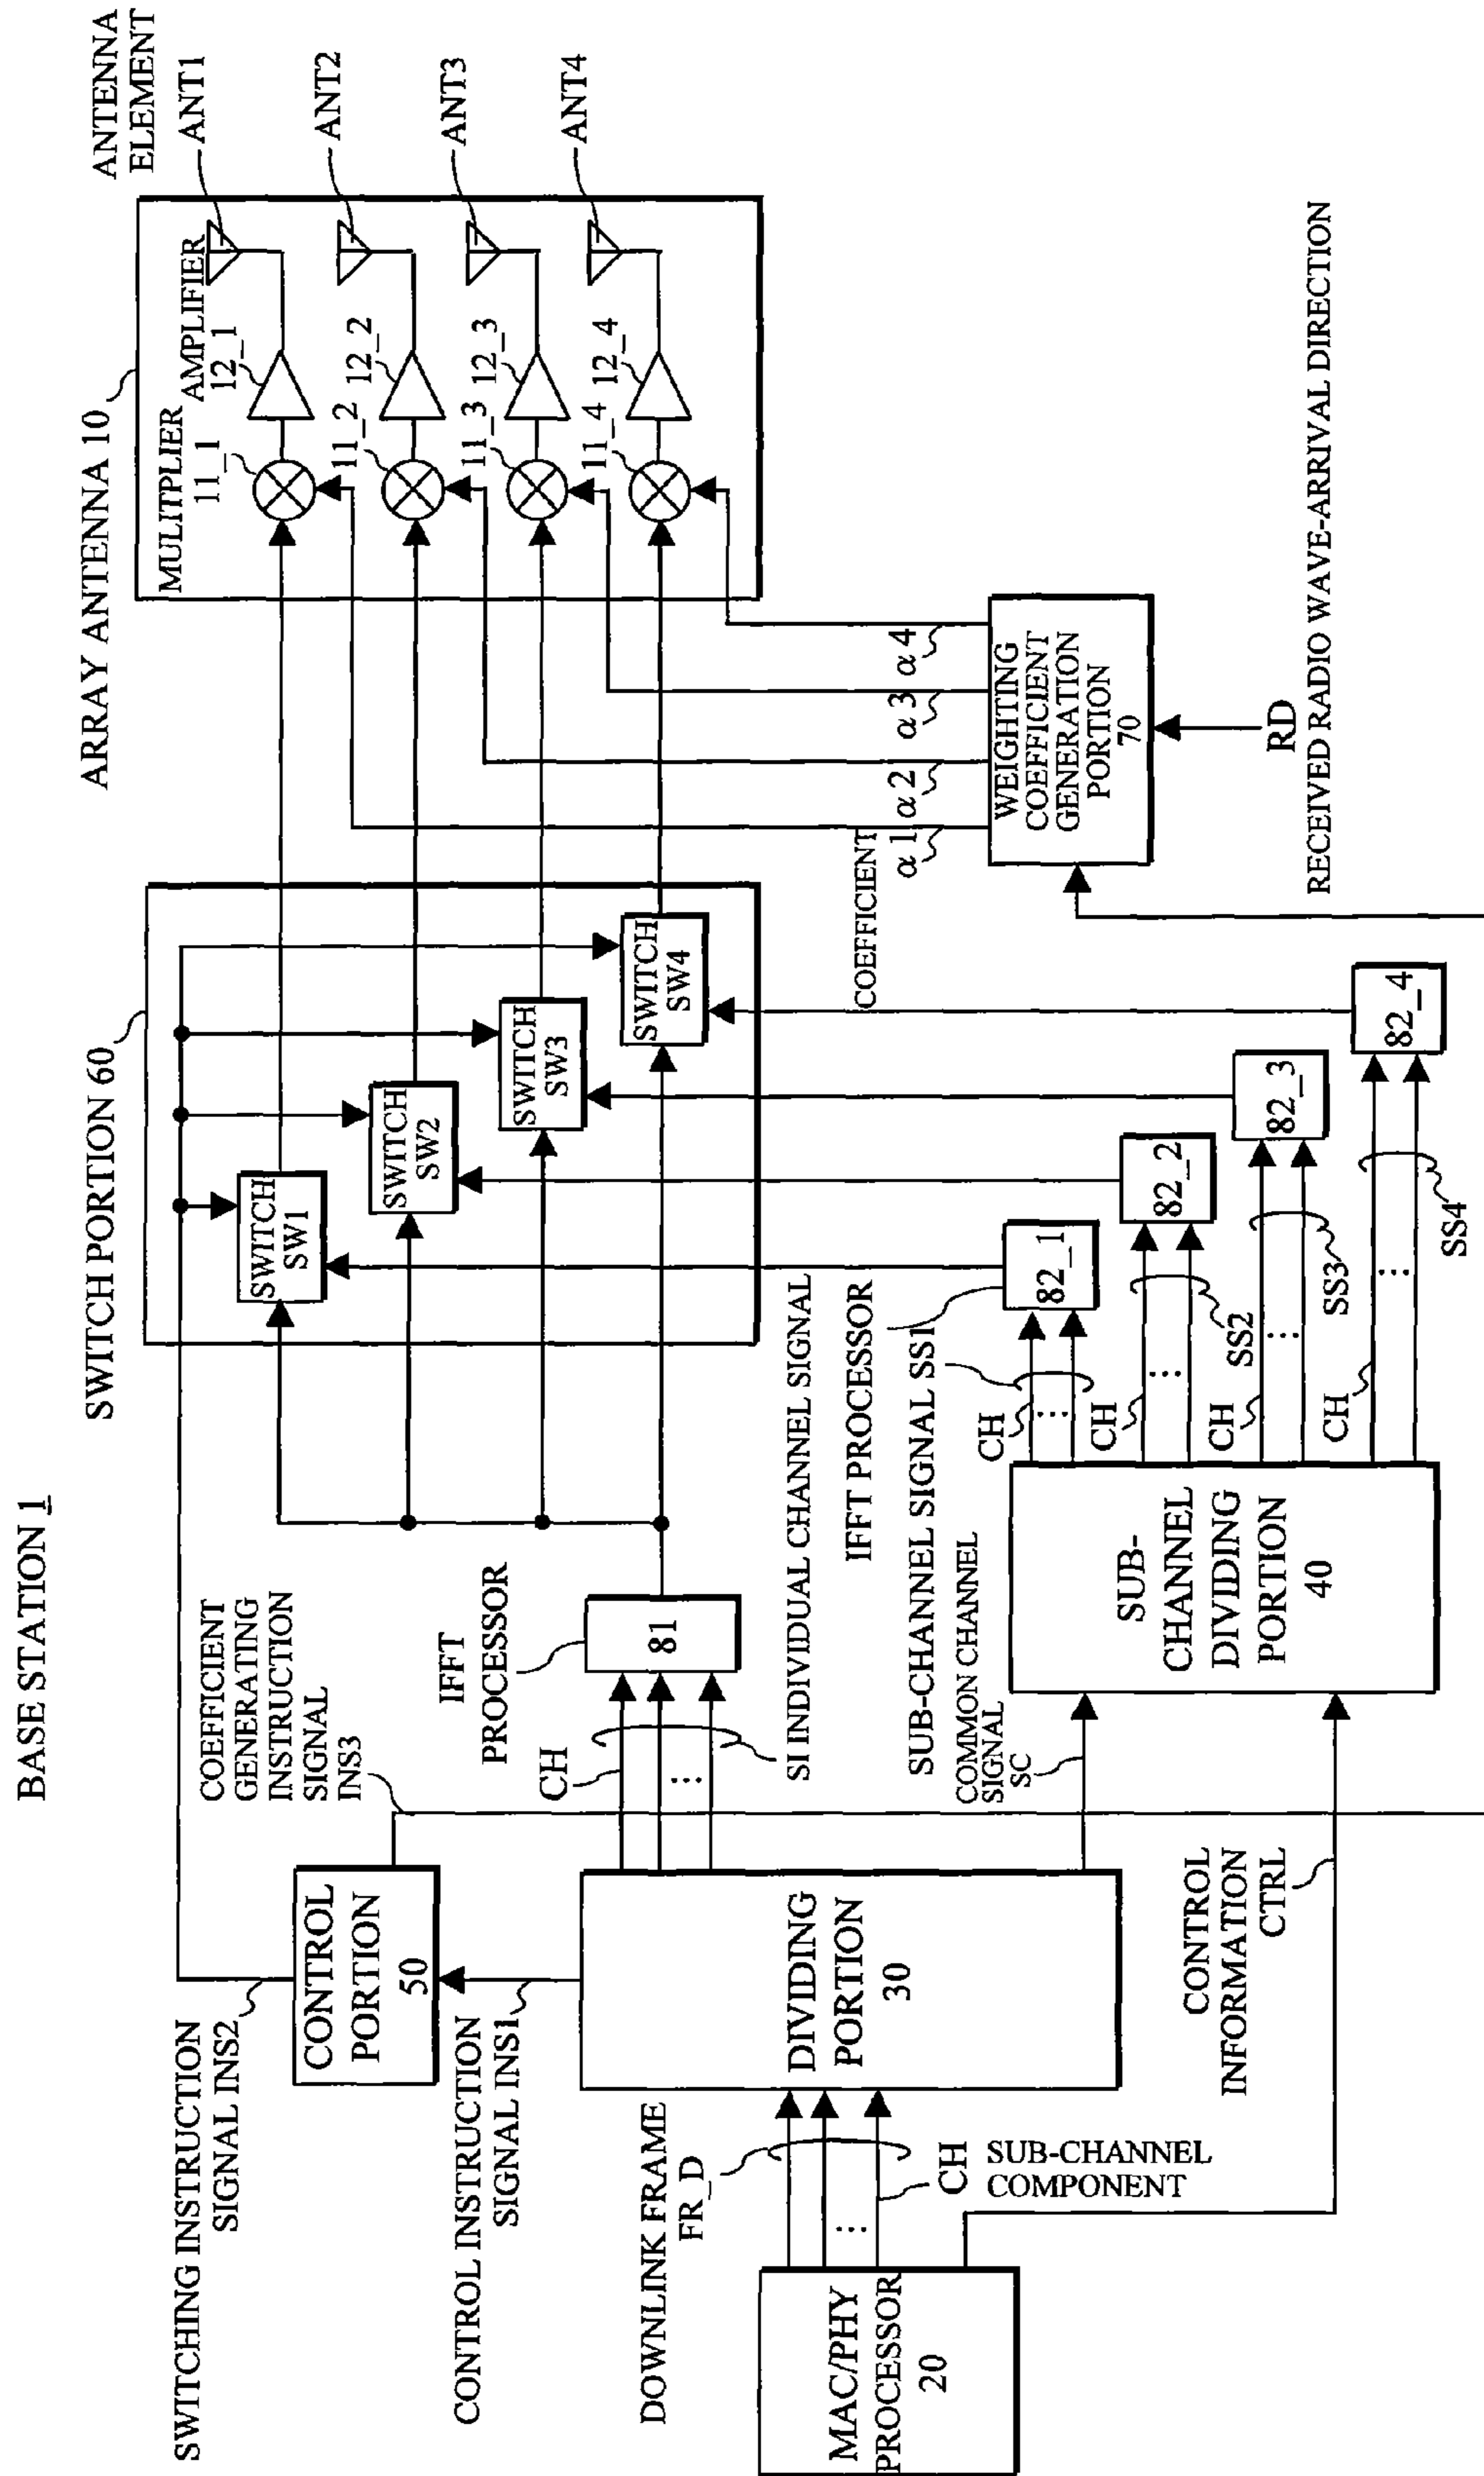 BASE STATION 1
SWITCHING INSTRUCTION
SIGNAL INS2
CONTROL
PORTION
50
CONTROL INSTRUCTION
SIGNAL INS1
COEFFICIENT
GENERATING
INSTRUCTION
SIGNAL
INS3
DOWNLINK FRAME
FR_D
MAC/PHY
PROCESSOR
20
...
CH
SUB-CHANNEL
COMPONENT
DIVIDING
PORTION
30
CONTROL
INFORMATION
CTRL
CH
...
IFFT
PROCESSOR
81
SI INDIVIDUAL CHANNEL SIGNAL
COMMON CHANNEL
SIGNAL
SC
SUB-
CHANNEL
DIVIDING
PORTION
40
SUB-CHANNEL SIGNAL SS1
IFFT PROCESSOR
CH
...
82_1
CH
...
SS2
82_2
CH
...
SS3
82_3
CH
...
SS4
82_4
SWITCH PORTION 60
SWITCH
SW1
SWITCH
SW2
SWITCH
SW3
SWITCH
SW4
COEFFICIENT
α1
α2
α3
α4
WEIGHTING
COEFFICIENT
GENERATION
PORTION
70
RD
RECEIVED RADIO WAVE-ARRIVAL DIRECTION
ARRAY ANTENNA 10
MULITPLIER
11_1
11_2
11_3
11_4
AMPLIFIER
12_1
12_2
12_3
12_4
ANTENNA
ELEMENT
ANT1
ANT2
ANT3
ANT4